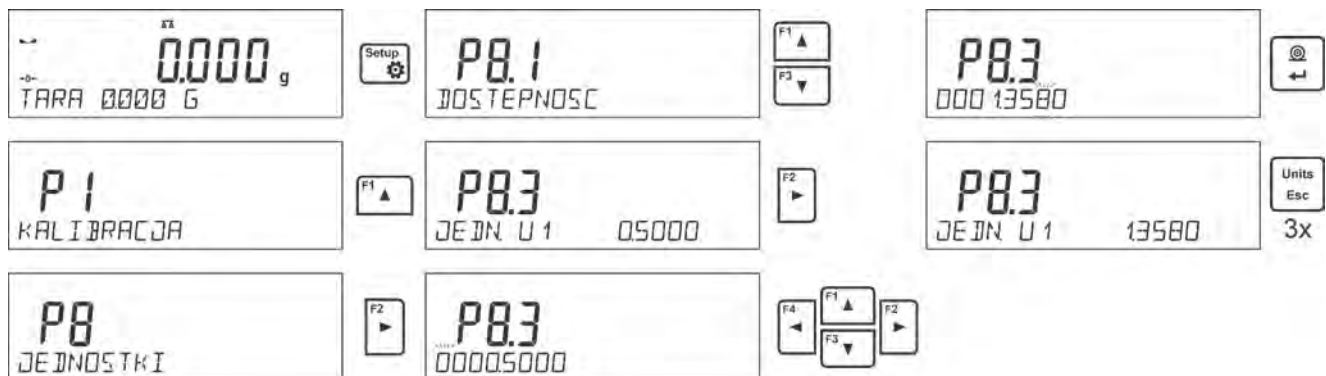 0.000 g
TARA 0.000 G
Setup
P1
KALIBRACJA
F1
P8
JEDNOSTKI
F2
P8.1
DOSTEPNOSC
F1
F3
P8.3
JEDN. U1 0.5000
F2
P8.3
0000.5000
F4 F1 F2
F3
P8.3
0001.3580
P8.3
JEDN. U1 1.3580
Units
Esc
3x